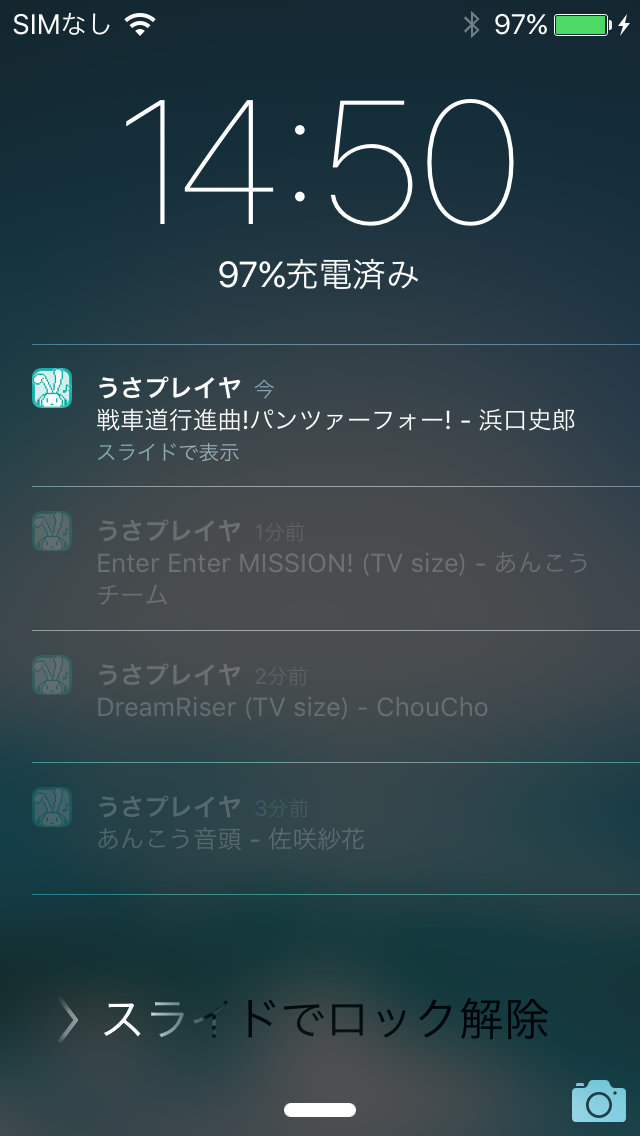 SIMなし 97%
14:50
97%充電済み
うさプレイヤ 今
戦車道行進曲!パンツァーフォー! - 浜口史郎
スライドで表示
うさプレイヤ 1分前
Enter Enter MISSION! (TV size) - あんこう
チーム
うさプレイヤ 2分前
DreamRiser (TV size) - ChouCho
うさプレイヤ 3分前
あんこう音頭 - 佐咲紗花
スライドでロック解除